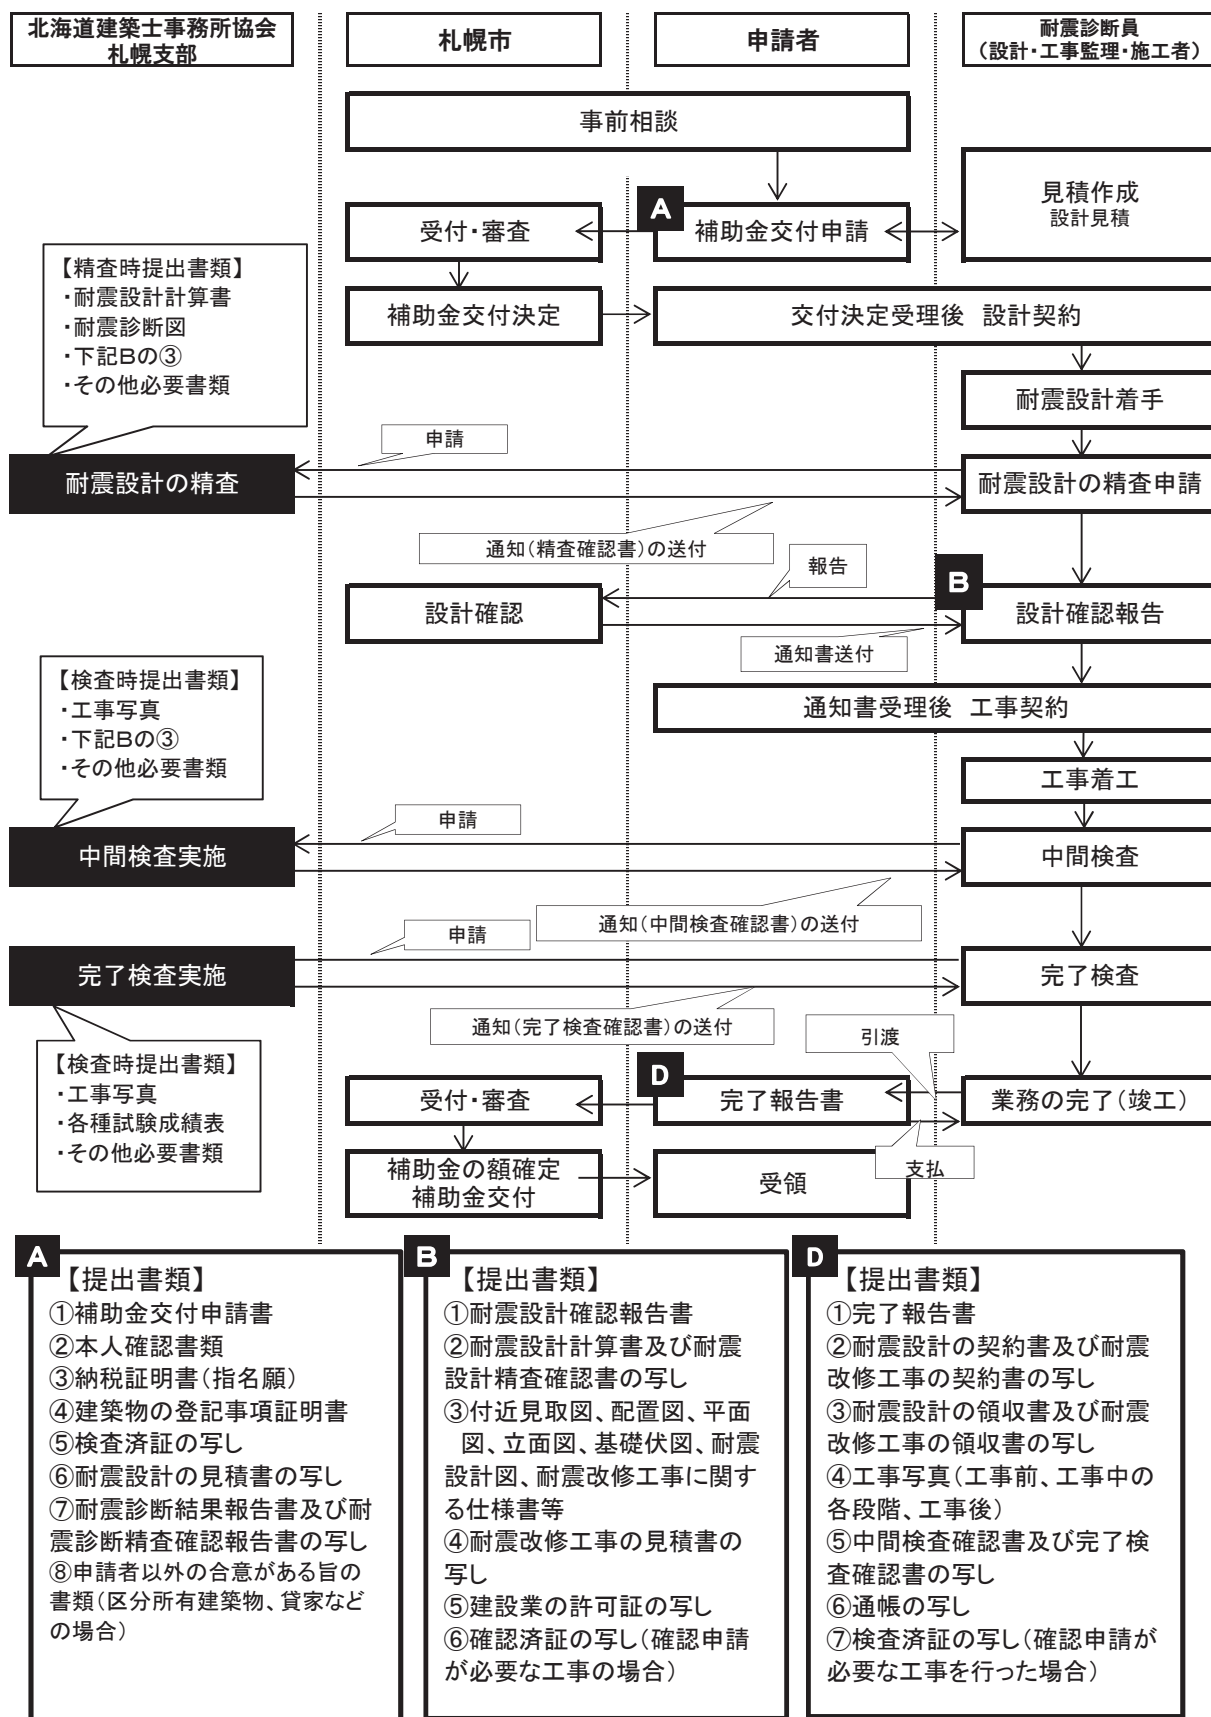 北海道建築士事務所協会
札幌支部
札幌市
申請者
耐震診断員
(設計・工事監理・施工者)
事前相談
見積作成
設計見積
A
受付・審査
補助金交付申請
【精査時提出書類】
・耐震設計計算書
・耐震診断図
・下記Bの③
・その他必要書類
補助金交付決定
交付決定受理後 設計契約
耐震設計着手
申請
耐震設計の精査
耐震設計の精査申請
通知(精査確認書)の送付
報告
B
設計確認
設計確認報告
通知書送付
【検査時提出書類】
・工事写真
・下記Bの③
・その他必要書類
通知書受理後 工事契約
工事着工
申請
中間検査実施
中間検査
通知(中間検査確認書)の送付
申請
完了検査実施
完了検査
通知(完了検査確認書)の送付
引渡
【検査時提出書類】
・工事写真
・各種試験成績表
・その他必要書類
D
受付・審査
完了報告書
業務の完了(竣工)
支払
補助金の額確定
補助金交付
受領
A
【提出書類】
①補助金交付申請書
②本人確認書類
③納税証明書(指名願)
④建築物の登記事項証明書
⑤検査済証の写し
⑥耐震設計の見積書の写し
⑦耐震診断結果報告書及び耐
震診断精査確認報告書の写し
⑧申請者以外の合意がある旨の
書類(区分所有建築物、貸家など
の場合)
B
【提出書類】
①耐震設計確認報告書
②耐震設計計算書及び耐震
設計精査確認書の写し
③付近見取図、配置図、平面
図、立面図、基礎伏図、耐震
設計図、耐震改修工事に関す
る仕様書等
④耐震改修工事の見積書の
写し
⑤建設業の許可証の写し
⑥確認済証の写し(確認申請
が必要な工事の場合)
D
【提出書類】
①完了報告書
②耐震設計の契約書及び耐震
改修工事の契約書の写し
③耐震設計の領収書及び耐震
改修工事の領収書の写し
④工事写真(工事前、工事中の
各段階、工事後)
⑤中間検査確認書及び完了検
査確認書の写し
⑥通帳の写し
⑦検査済証の写し(確認申請が
必要な工事を行った場合)